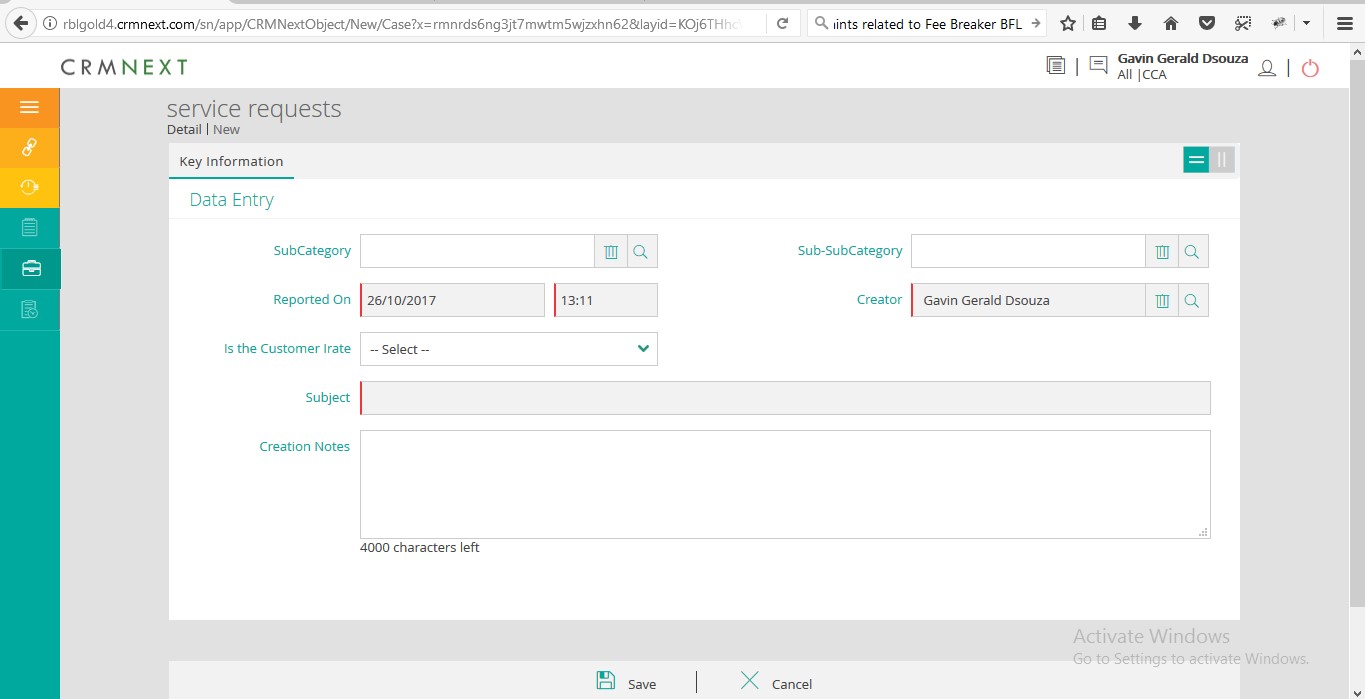 rblgold4.crmnext.com/sn/app/CRMNextObject/New/Case?x=rmnrds6ng3jt7mwtm5wjzxhn62&layid=KOj6THh
ints related to Fee Breaker BFL
CRMNEXT
Gavin Gerald Dsouza
All |CCA
service requests
Detail | New
Key Information
Data Entry
SubCategory
Sub-SubCategory
Reported On 26/10/2017 13:11
Creator Gavin Gerald Dsouza
Is the Customer Irate -- Select --
Subject
Creation Notes
4000 characters left
Activate Windows
Go to Settings to activate Windows.
Save | Cancel